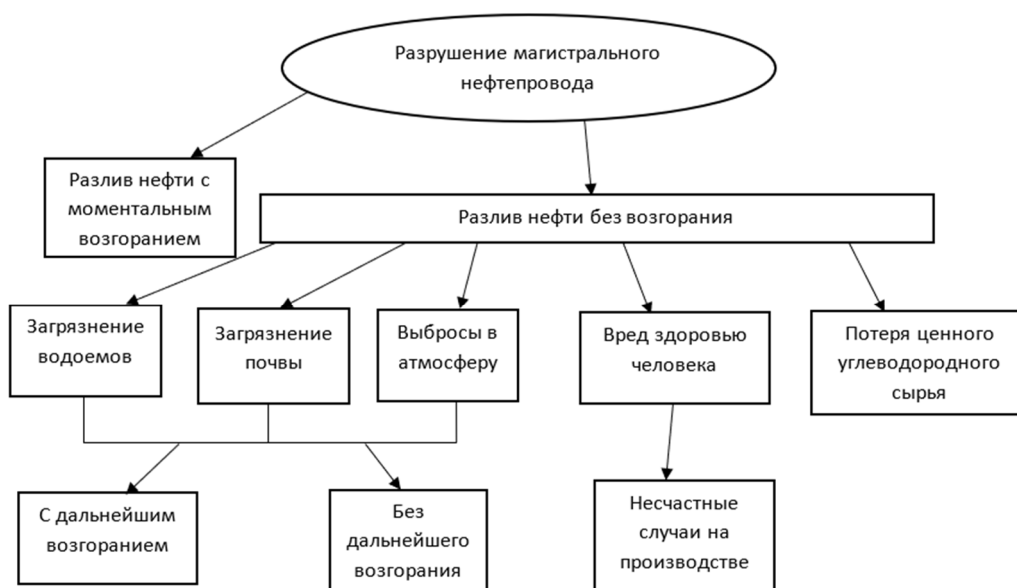 Разрушение магистрального
нефтепровода
Разлив нефти с
моментальным
возгоранием
Разлив нефти без возгорания
Загрязнение
водоемов
Загрязнение
почвы
Выбросы в
атмосферу
Вред здоровью
человека
Потеря ценного
углеводородного
сырья
С дальнейшим
возгоранием
Без
дальнейшего
возгорания
Несчастные
случаи на
производстве